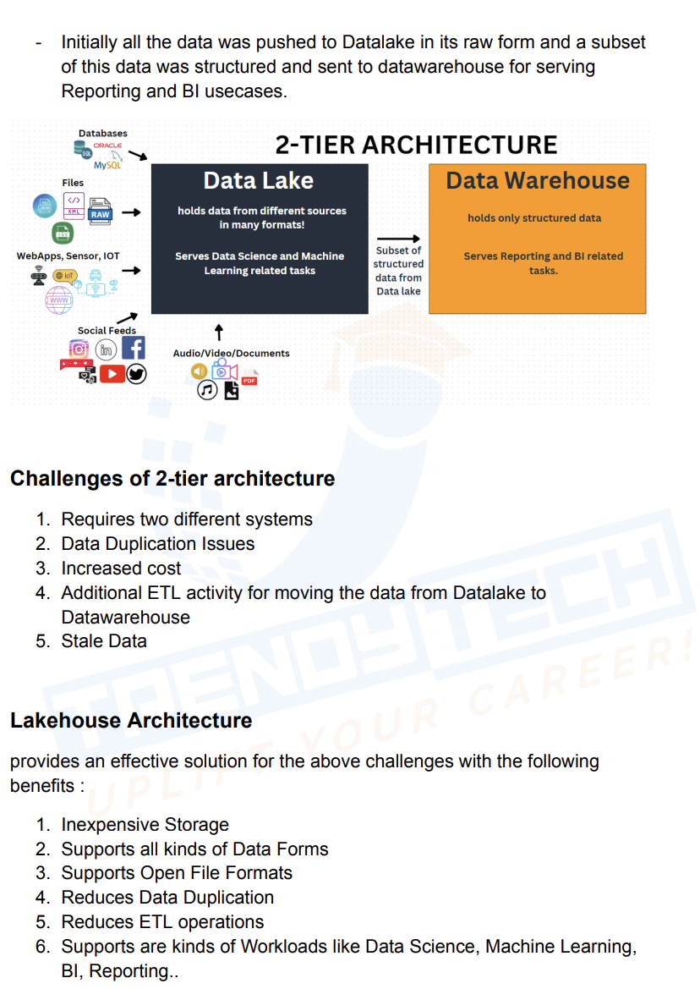 - Initially all the data was pushed to Datalake in its raw form and a subset
of this data was structured and sent to datawarehouse for serving
Reporting and BI usecases.
2-TIER ARCHITECTURE
Databases
ORACLE
SQL
MySQL
Files
</>
XML
RAW
CSV
WebApps, Sensor, IOT
IoT
WWW
Social Feeds
in
f
Data Lake
holds data from different sources
in many formats!
Serves Data Science and Machine
Learning related tasks
Audio/Video/Documents
PDF
Subset of
structured
data from
Data lake
Data Warehouse
holds only structured data
Serves Reporting and BI related
tasks.
Challenges of 2-tier architecture
1. Requires two different systems
2. Data Duplication Issues
3. Increased cost
4. Additional ETL activity for moving the data from Datalake to
Datawarehouse
5. Stale Data
Lakehouse Architecture
provides an effective solution for the above challenges with the following
benefits :
1. Inexpensive Storage
2. Supports all kinds of Data Forms
3. Supports Open File Formats
4. Reduces Data Duplication
5. Reduces ETL operations
6. Supports are kinds of Workloads like Data Science, Machine Learning,
BI, Reporting..
TRENDYTECH
UPLIFT YOUR CAREER!